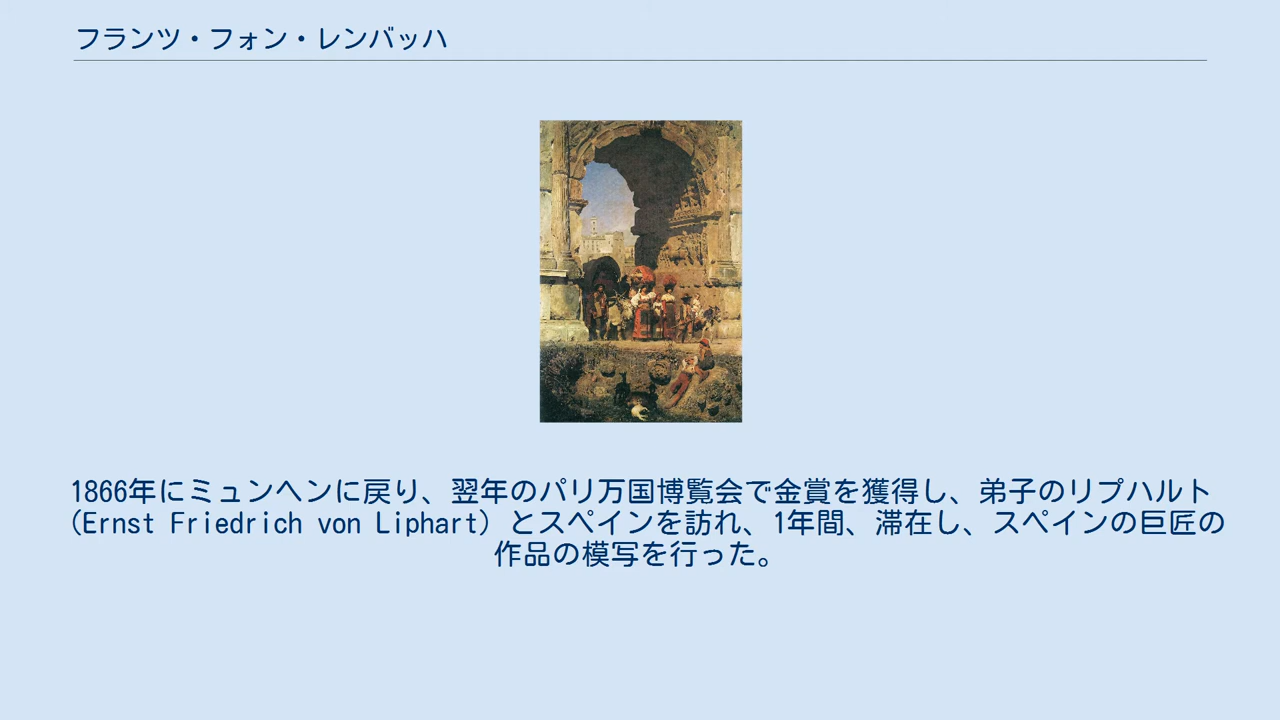 フランツ・フォン・レンバッハ
1866年にミュンヘンに戻り、翌年のパリ万国博覧会で金賞を獲得し、弟子のリプハルト
(Ernst Friedrich von Liphart) とスペインを訪れ、1年間、滞在し、スペインの巨匠の
作品の模写を行った。